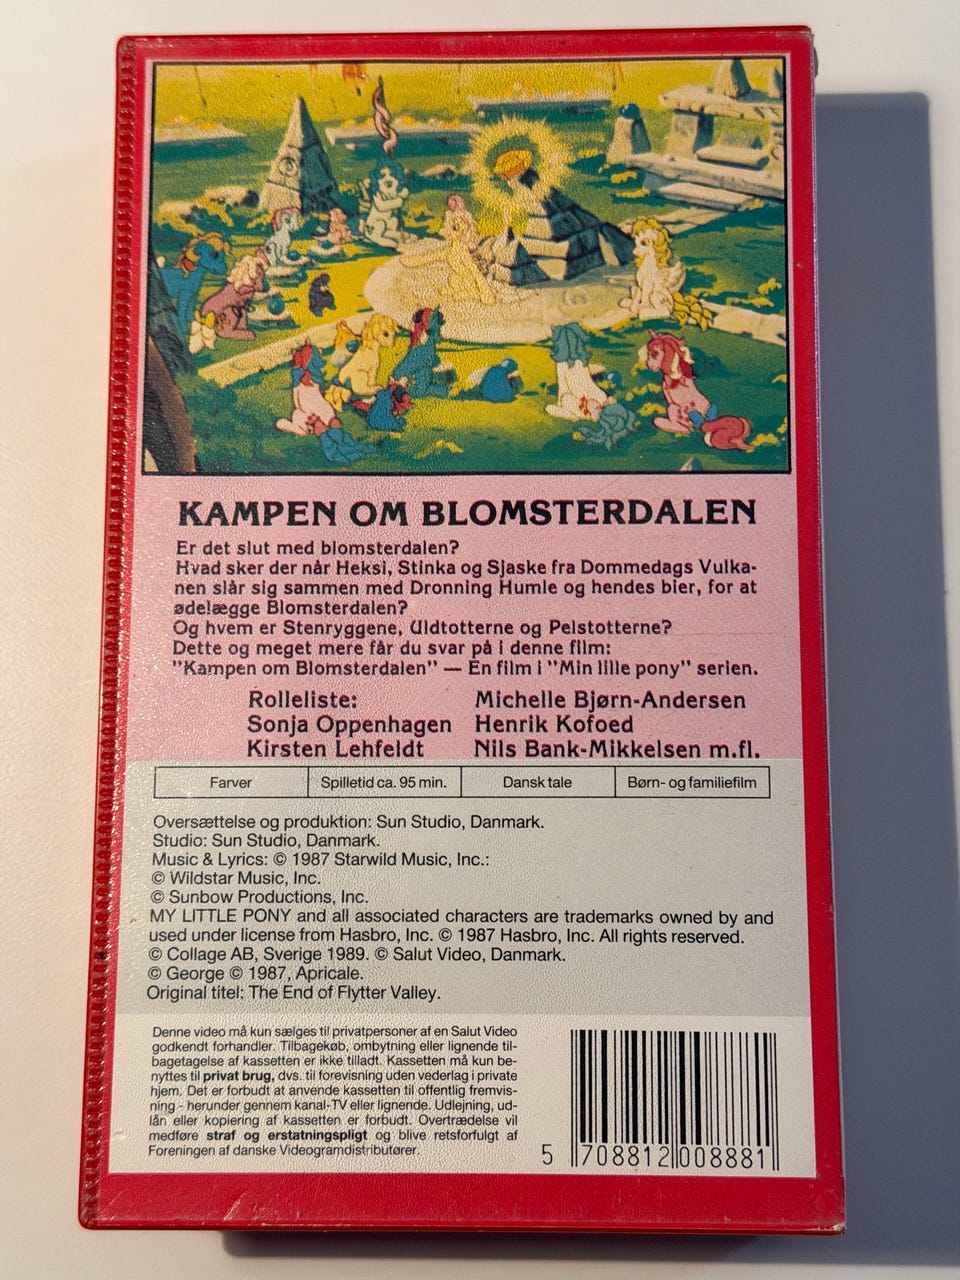 KAMPEN OM BLOMSTERDALEN
Er det slut med blomsterdalen?
Hvad sker der når Heksi, Stinka og Sjaske fra Dommedags Vulka-
nen slår sig sammen med Dronning Humle og hendes bier, for at
ødelægge Blomsterdalen?
Og hvem er Stenryggene, Uldtotterne og Pelstotterne?
Dette og meget mere får du svar på i denne film:
"Kampen om Blomsterdalen" — En film i "Min lille pony" serien.
Rolleliste: Michelle Bjørn-Andersen
Sonja Oppenhagen Henrik Kofoed
Kirsten Lehfeldt Nils Bank-Mikkelsen m.fl.
Farver Spilletid ca. 95 min. Dansk tale Børn- og familiefilm
Oversættelse og produktion: Sun Studio, Danmark.
Studio: Sun Studio, Danmark.
Music & Lyrics: © 1987 Starwild Music, Inc.:
© Wildstar Music, Inc.
© Sunbow Productions, Inc.
MY LITTLE PONY and all associated characters are trademarks owned by and
used under license from Hasbro, Inc. © 1987 Hasbro, Inc. All rights reserved.
© Collage AB, Sverige 1989. © Salut Video, Danmark.
© George © 1987, Apricale.
Original titel: The End of Flytter Valley.
Denne video må kun sælges til privatpersoner af en Salut Video
godkendt forhandler. Tilbagekøb, ombytning eller lignende til-
bagetagelse af kassetten er ikke tilladt. Kassetten må kun be-
nyttes til privat brug, dvs. til forevisning uden vederlag i private
hjem. Det er forbudt at anvende kassetten til offentlig fremvis-
ning - herunder gennem kanal-TV eller lignende. Udlejning, ud-
lån eller kopiering af kassetten er forbudt. Overtrædelse vil
medføre straf og erstatningspligt og blive retsforfulgt af
Foreningen af danske Videogramdistributører.
5 708812 008881